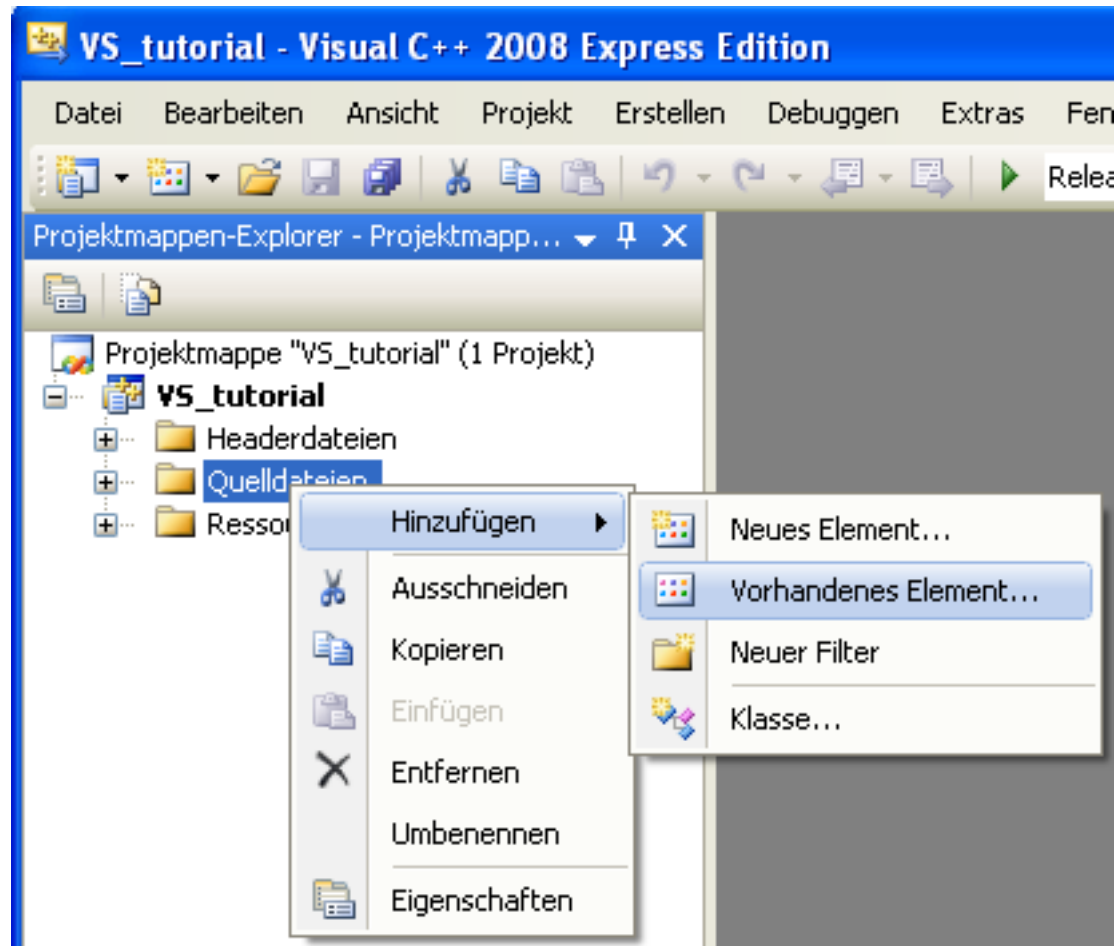 VS_tutorial - Visual C++ 2008 Express Edition
Datei Bearbeiten Ansicht Projekt Erstellen Debuggen Extras
Projektmappen-Explorer - Projektmapp...
Projektmappe "VS_tutorial" (1 Projekt)
VS_tutorial
Headerdateien
Quelldateien
Hinzufügen
Ausschneiden
Kopieren
Einfügen
Entfernen
Umbenennen
Eigenschaften
Neues Element...
Vorhandenes Element...
Neuer Filter
Klasse...